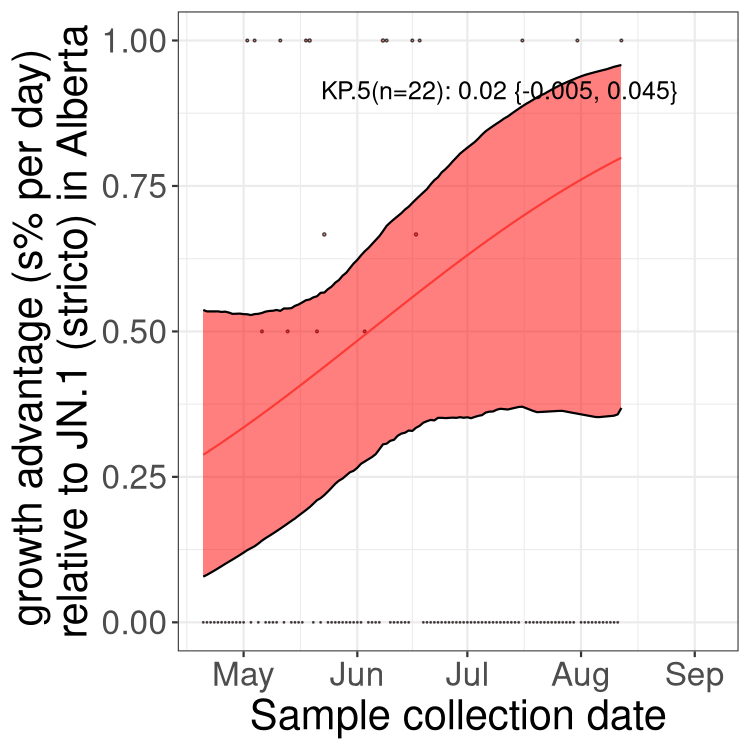 growth advantage (s% per day)
relative to JN.1 (stricto) in Alberta
1.00
0.75
0.50
0.25
0.00
KP.5(n=22): 0.02 {-0.005, 0.045}
May Jun Jul Aug Sep
Sample collection date